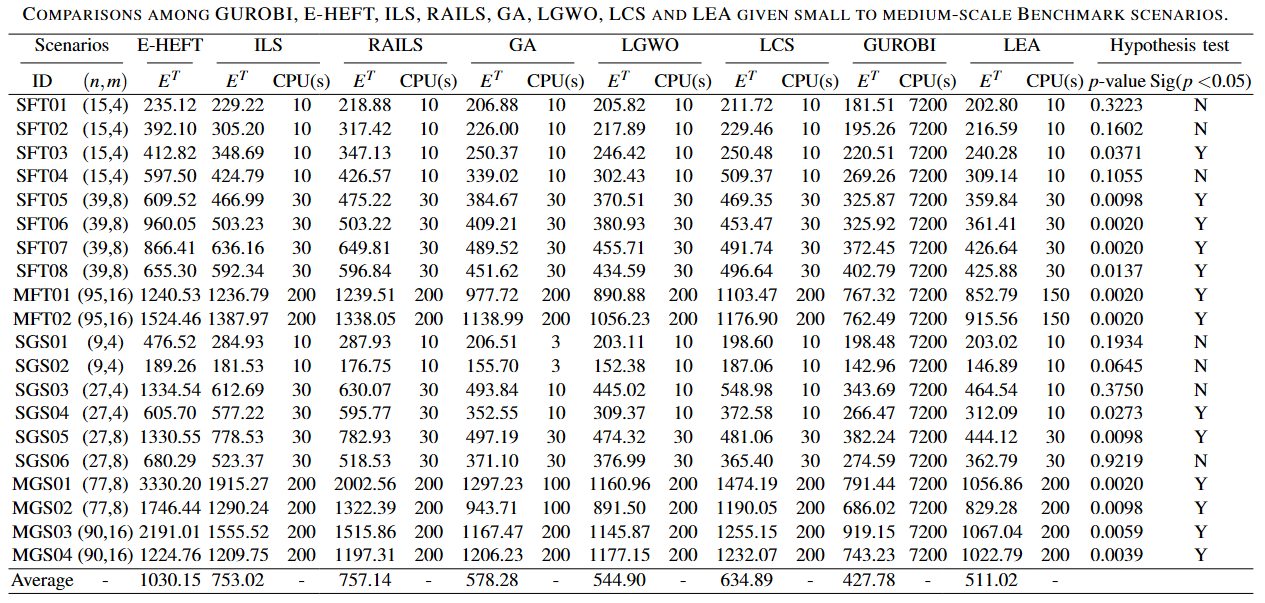 COMPARISONS AMONG GUROBI, E-HEFT, ILS, RAILS, GA, LGWO, LCS AND LEA GIVEN SMALL TO MEDIUM-SCALE BENCHMARK SCENARIOS.
Scenarios E-HEFT ILS RAILS GA LGWO LCS GUROBI LEA Hypothesis test
ID (n,m) E^T E^T CPU(s) E^T CPU(s) E^T CPU(s) E^T CPU(s) E^T CPU(s) E^T CPU(s) E^T CPU(s) p-value Sig(p <0.05)
SFT01 (15,4) 235.12 229.22 10 218.88 10 206.88 10 205.82 10 211.72 10 181.51 7200 202.80 10 0.3223 N
SFT02 (15,4) 392.10 305.20 10 317.42 10 226.00 10 217.89 10 229.46 10 195.26 7200 216.59 10 0.1602 N
SFT03 (15,4) 412.82 348.69 10 347.13 10 250.37 10 246.42 10 250.48 10 220.51 7200 240.28 10 0.0371 Y
SFT04 (15,4) 597.50 424.79 10 426.57 10 339.02 10 302.43 10 509.37 10 269.26 7200 309.14 10 0.1055 N
SFT05 (39,8) 609.52 466.99 30 475.22 30 384.67 30 370.51 30 469.35 30 325.87 7200 359.84 30 0.0098 Y
SFT06 (39,8) 960.05 503.23 30 503.22 30 409.21 30 380.93 30 453.47 30 325.92 7200 361.41 30 0.0020 Y
SFT07 (39,8) 866.41 636.16 30 649.81 30 489.52 30 455.71 30 491.74 30 372.45 7200 426.64 30 0.0020 Y
SFT08 (39,8) 655.30 592.34 30 596.84 30 451.62 30 434.59 30 496.64 30 402.79 7200 425.88 30 0.0137 Y
MFT01 (95,16) 1240.53 1236.79 200 1239.51 200 977.72 200 890.88 200 1103.47 200 767.32 7200 852.79 150 0.0020 Y
MFT02 (95,16) 1524.46 1387.97 200 1338.05 200 1138.99 200 1056.23 200 1176.90 200 762.49 7200 915.56 150 0.0020 Y
SGS01 (9,4) 476.52 284.93 10 287.93 10 206.51 3 203.11 10 198.60 10 198.48 7200 203.02 10 0.1934 N
SGS02 (9,4) 189.26 181.53 10 176.75 10 155.70 3 152.38 10 156.10 10 142.96 7200 146.89 10 0.0645 N
SGS03 (27,4) 1334.54 612.69 30 630.07 30 493.84 10 445.02 10 548.98 10 343.69 7200 464.54 10 0.3750 N
SGS04 (27,4) 605.70 577.22 30 595.77 30 352.55 10 309.37 10 372.58 10 266.47 7200 312.09 10 0.0273 Y
SGS05 (27,8) 1330.55 778.53 30 782.93 30 497.19 30 474.32 30 481.06 30 382.24 7200 444.12 30 0.0098 Y
SGS06 (27,8) 680.29 523.37 30 518.53 30 371.10 30 376.99 30 365.40 30 274.59 7200 362.79 30 0.9219 N
MGS01 (77,8) 3330.20 1915.27 200 2002.56 200 1297.23 100 1160.96 200 1474.19 200 791.44 7200 1056.86 200 0.0020 Y
MGS02 (77,8) 1746.44 1290.24 200 1322.39 200 943.71 100 891.50 200 1190.05 200 686.02 7200 829.28 200 0.0098 Y
MGS03 (90,16) 2191.01 1555.52 200 1515.86 200 1167.47 200 1145.87 200 1255.15 200 919.15 7200 1067.04 200 0.0059 Y
MGS04 (90,16) 1224.76 1209.75 200 1197.31 200 1206.23 200 1177.15 200 1232.07 200 743.23 7200 1022.79 200 0.0039 Y
Average - 1030.15 753.02 - 757.14 - 578.28 - 544.90 - 634.89 - 427.78 - 511.02 -